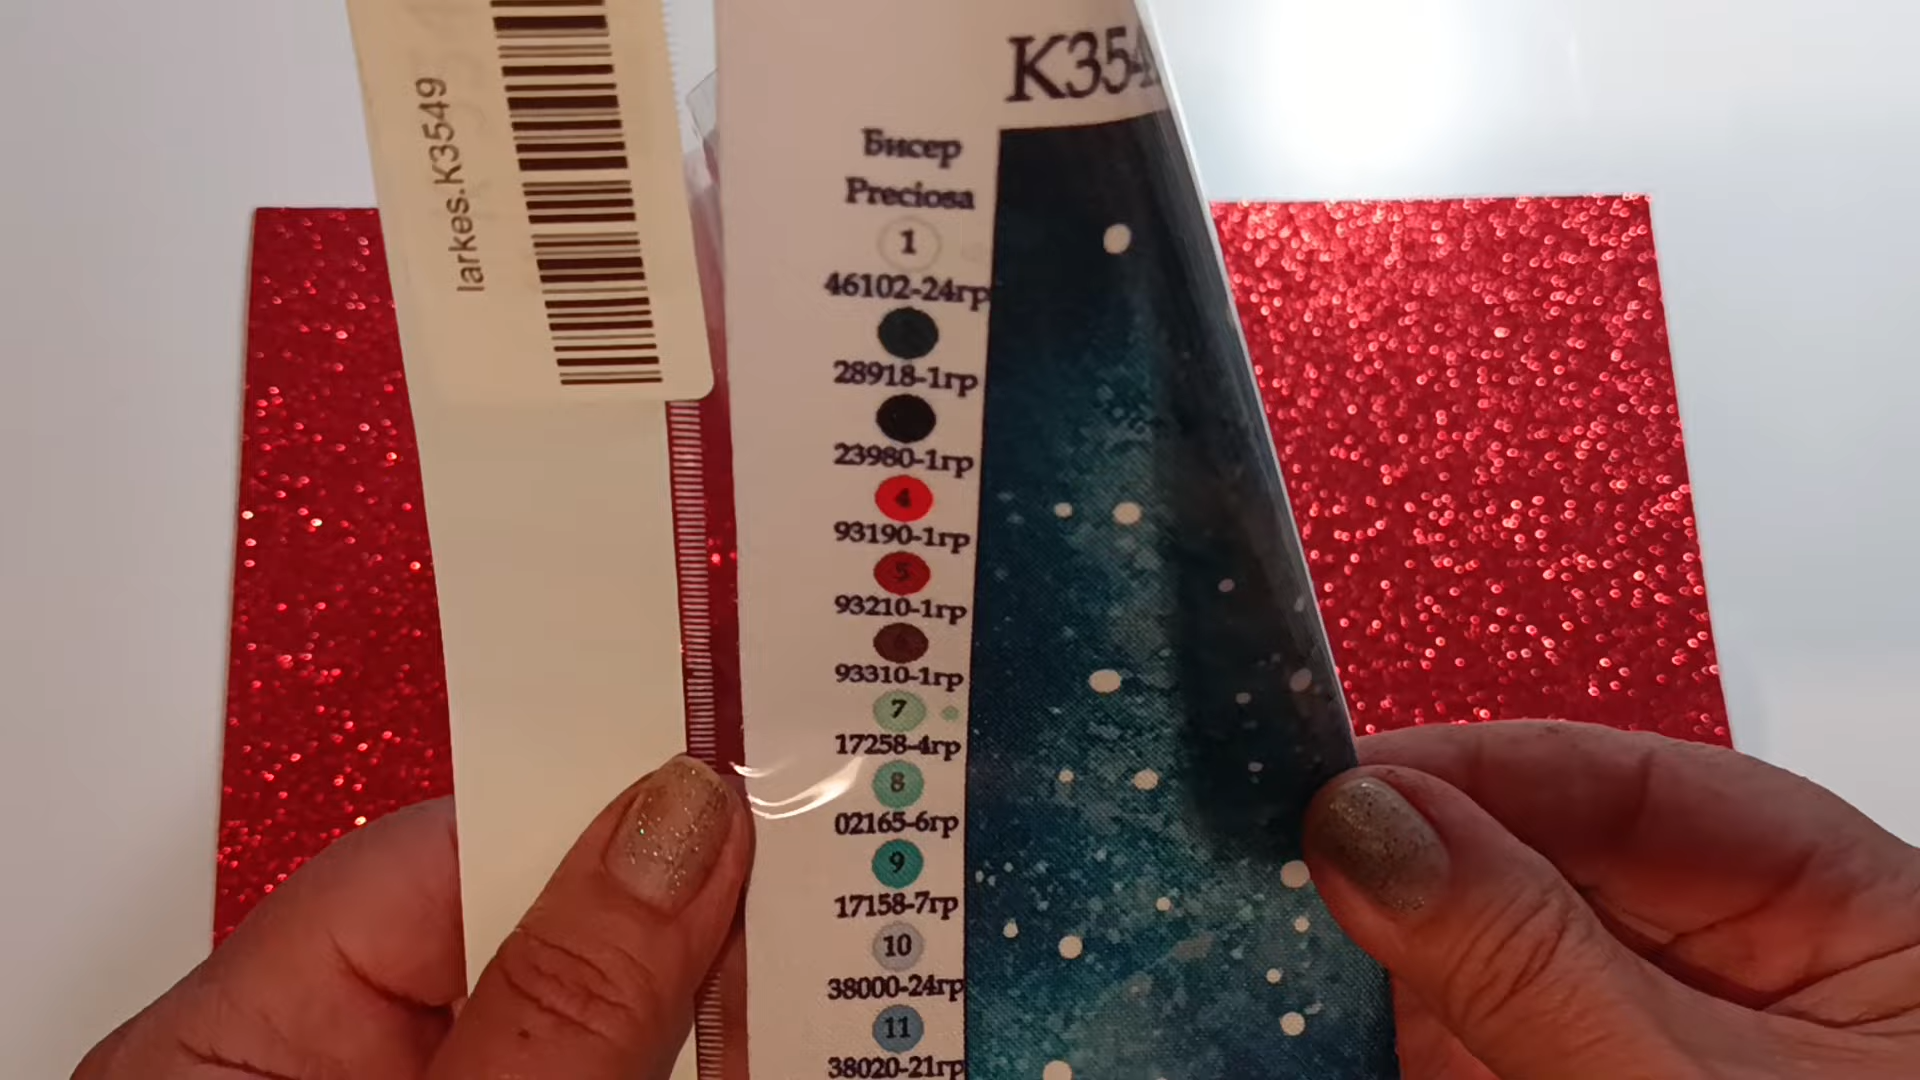 larkes.K3549
K354
Бисер
Preciosa
1
46102-24гр
28918-1гр
23980-1гр
4
93190-1гр
5
93210-1гр
6
93310-1гр
7
17258-4гр
8
02165-6гр
9
17158-7гр
10
38000-24гр
11
38020-21гр